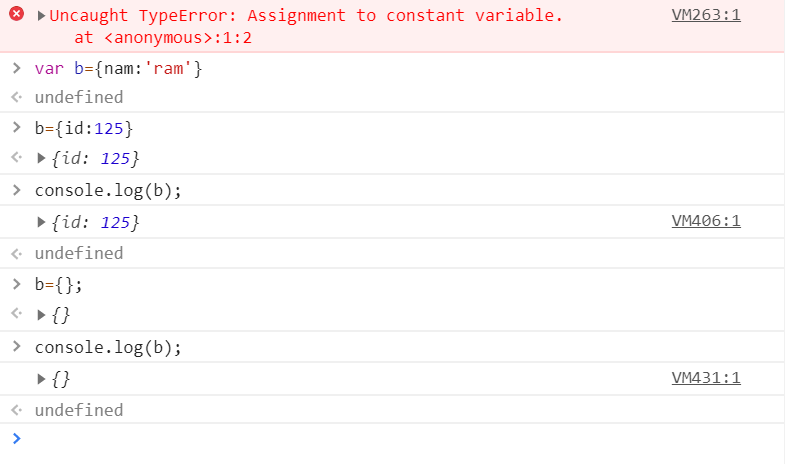 Uncaught TypeError: Assignment to constant variable. VM263:1
at <anonymous>:1:2
var b={nam:'ram'}
undefined
b={id:125}
{id: 125}
console.log(b);
{id: 125} VM406:1
undefined
b={};
{}
console.log(b);
{} VM431:1
undefined